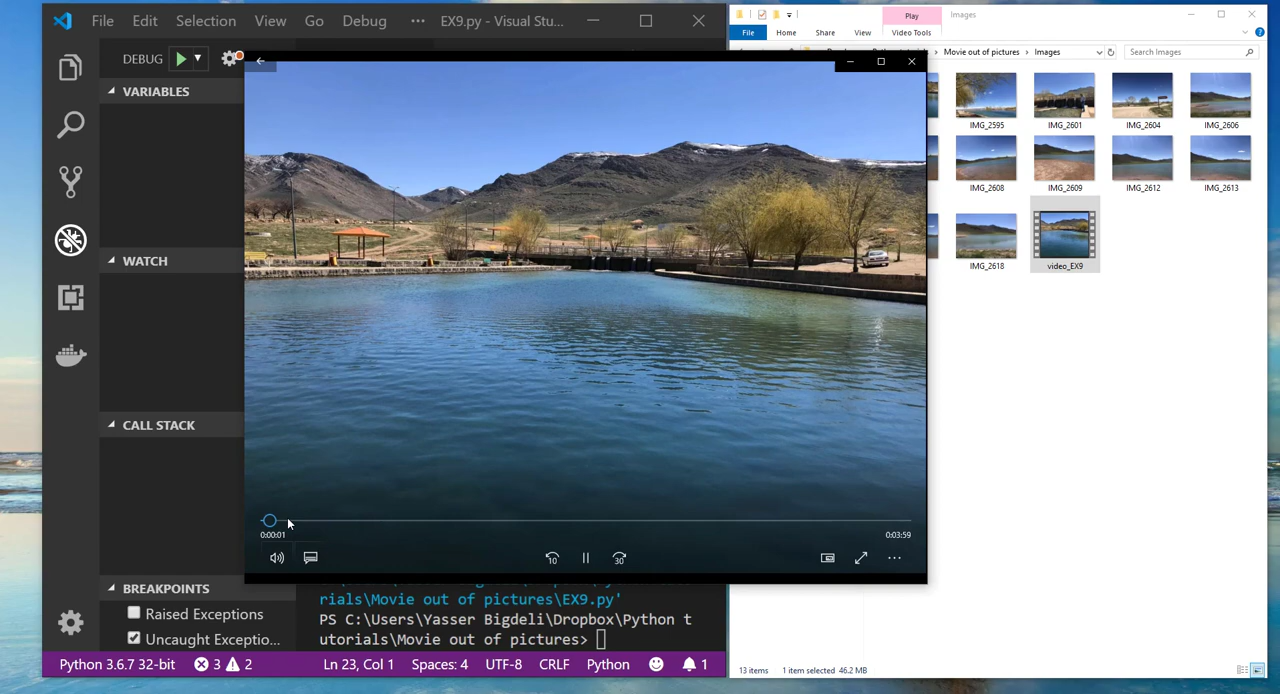 File Edit Selection View Go Debug ··· EX9.py - Visual Stu...
DEBUG
VARIABLES
WATCH
CALL STACK
BREAKPOINTS
Raised Exceptions
Uncaught Exceptio...
0:00:01
0:03:59
10
30
rials\Movie out of pictures\EX9.py'
PS C:\Users\Yasser Bigdeli\Dropbox\Python t
utorials\Movie out of pictures>
Python 3.6.7 32-bit 3 2 Ln 23, Col 1 Spaces: 4 UTF-8 CRLF Python 1
Play Images
File Home Share View Video Tools
Movie out of pictures › Images Search Images
IMG_2595 IMG_2601 IMG_2604 IMG_2606
IMG_2608 IMG_2609 IMG_2612 IMG_2613
IMG_2618 video_EX9
13 items 1 item selected 46.2 MB